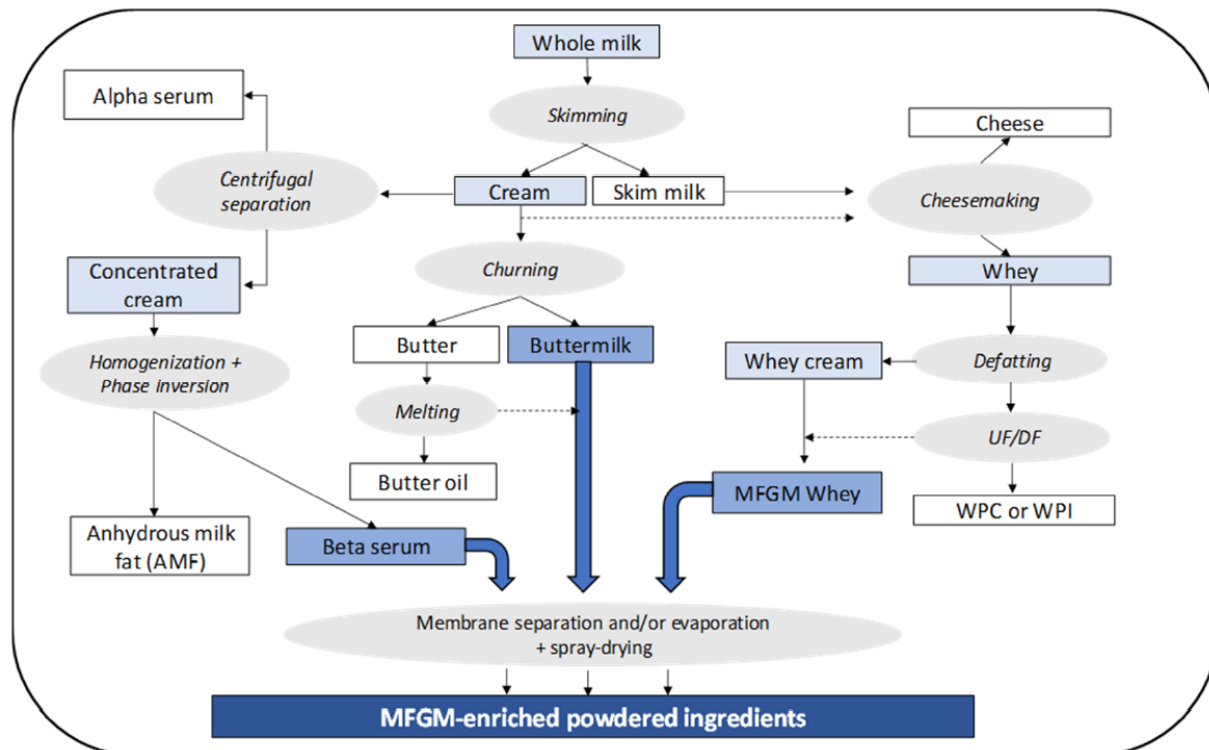 Whole milk
Alpha serum
Skimming
Cheese
Centrifugal
separation
Cream
Skim milk
Cheesemaking
Concentrated
cream
Churning
Whey
Butter
Buttermilk
Homogenization +
Phase inversion
Whey cream
Defatting
Melting
UF/DF
Butter oil
MFGM Whey
WPC or WPI
Anhydrous milk
fat (AMF)
Beta serum
Membrane separation and/or evaporation
+ spray-drying
MFGM-enriched powdered ingredients